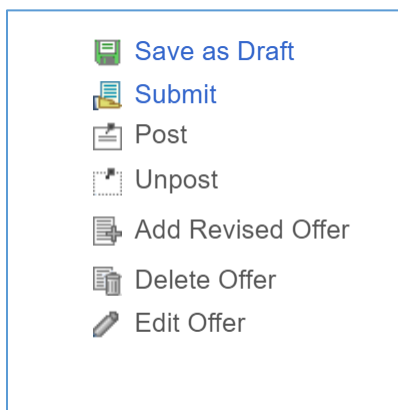 Save as Draft
Submit
Post
Unpost
Add Revised Offer
Delete Offer
Edit Offer